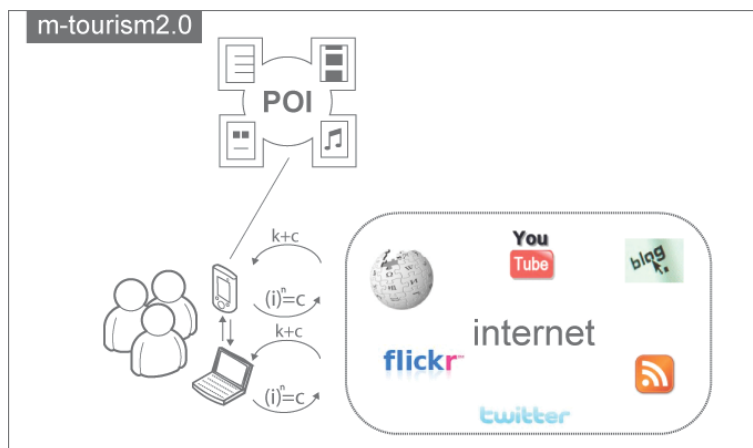 m-tourism2.0
POI
k+c
(i)ⁿ=c
k+c
(i)ⁿ=c
You
Tube
blog
internet
flickr
twitter